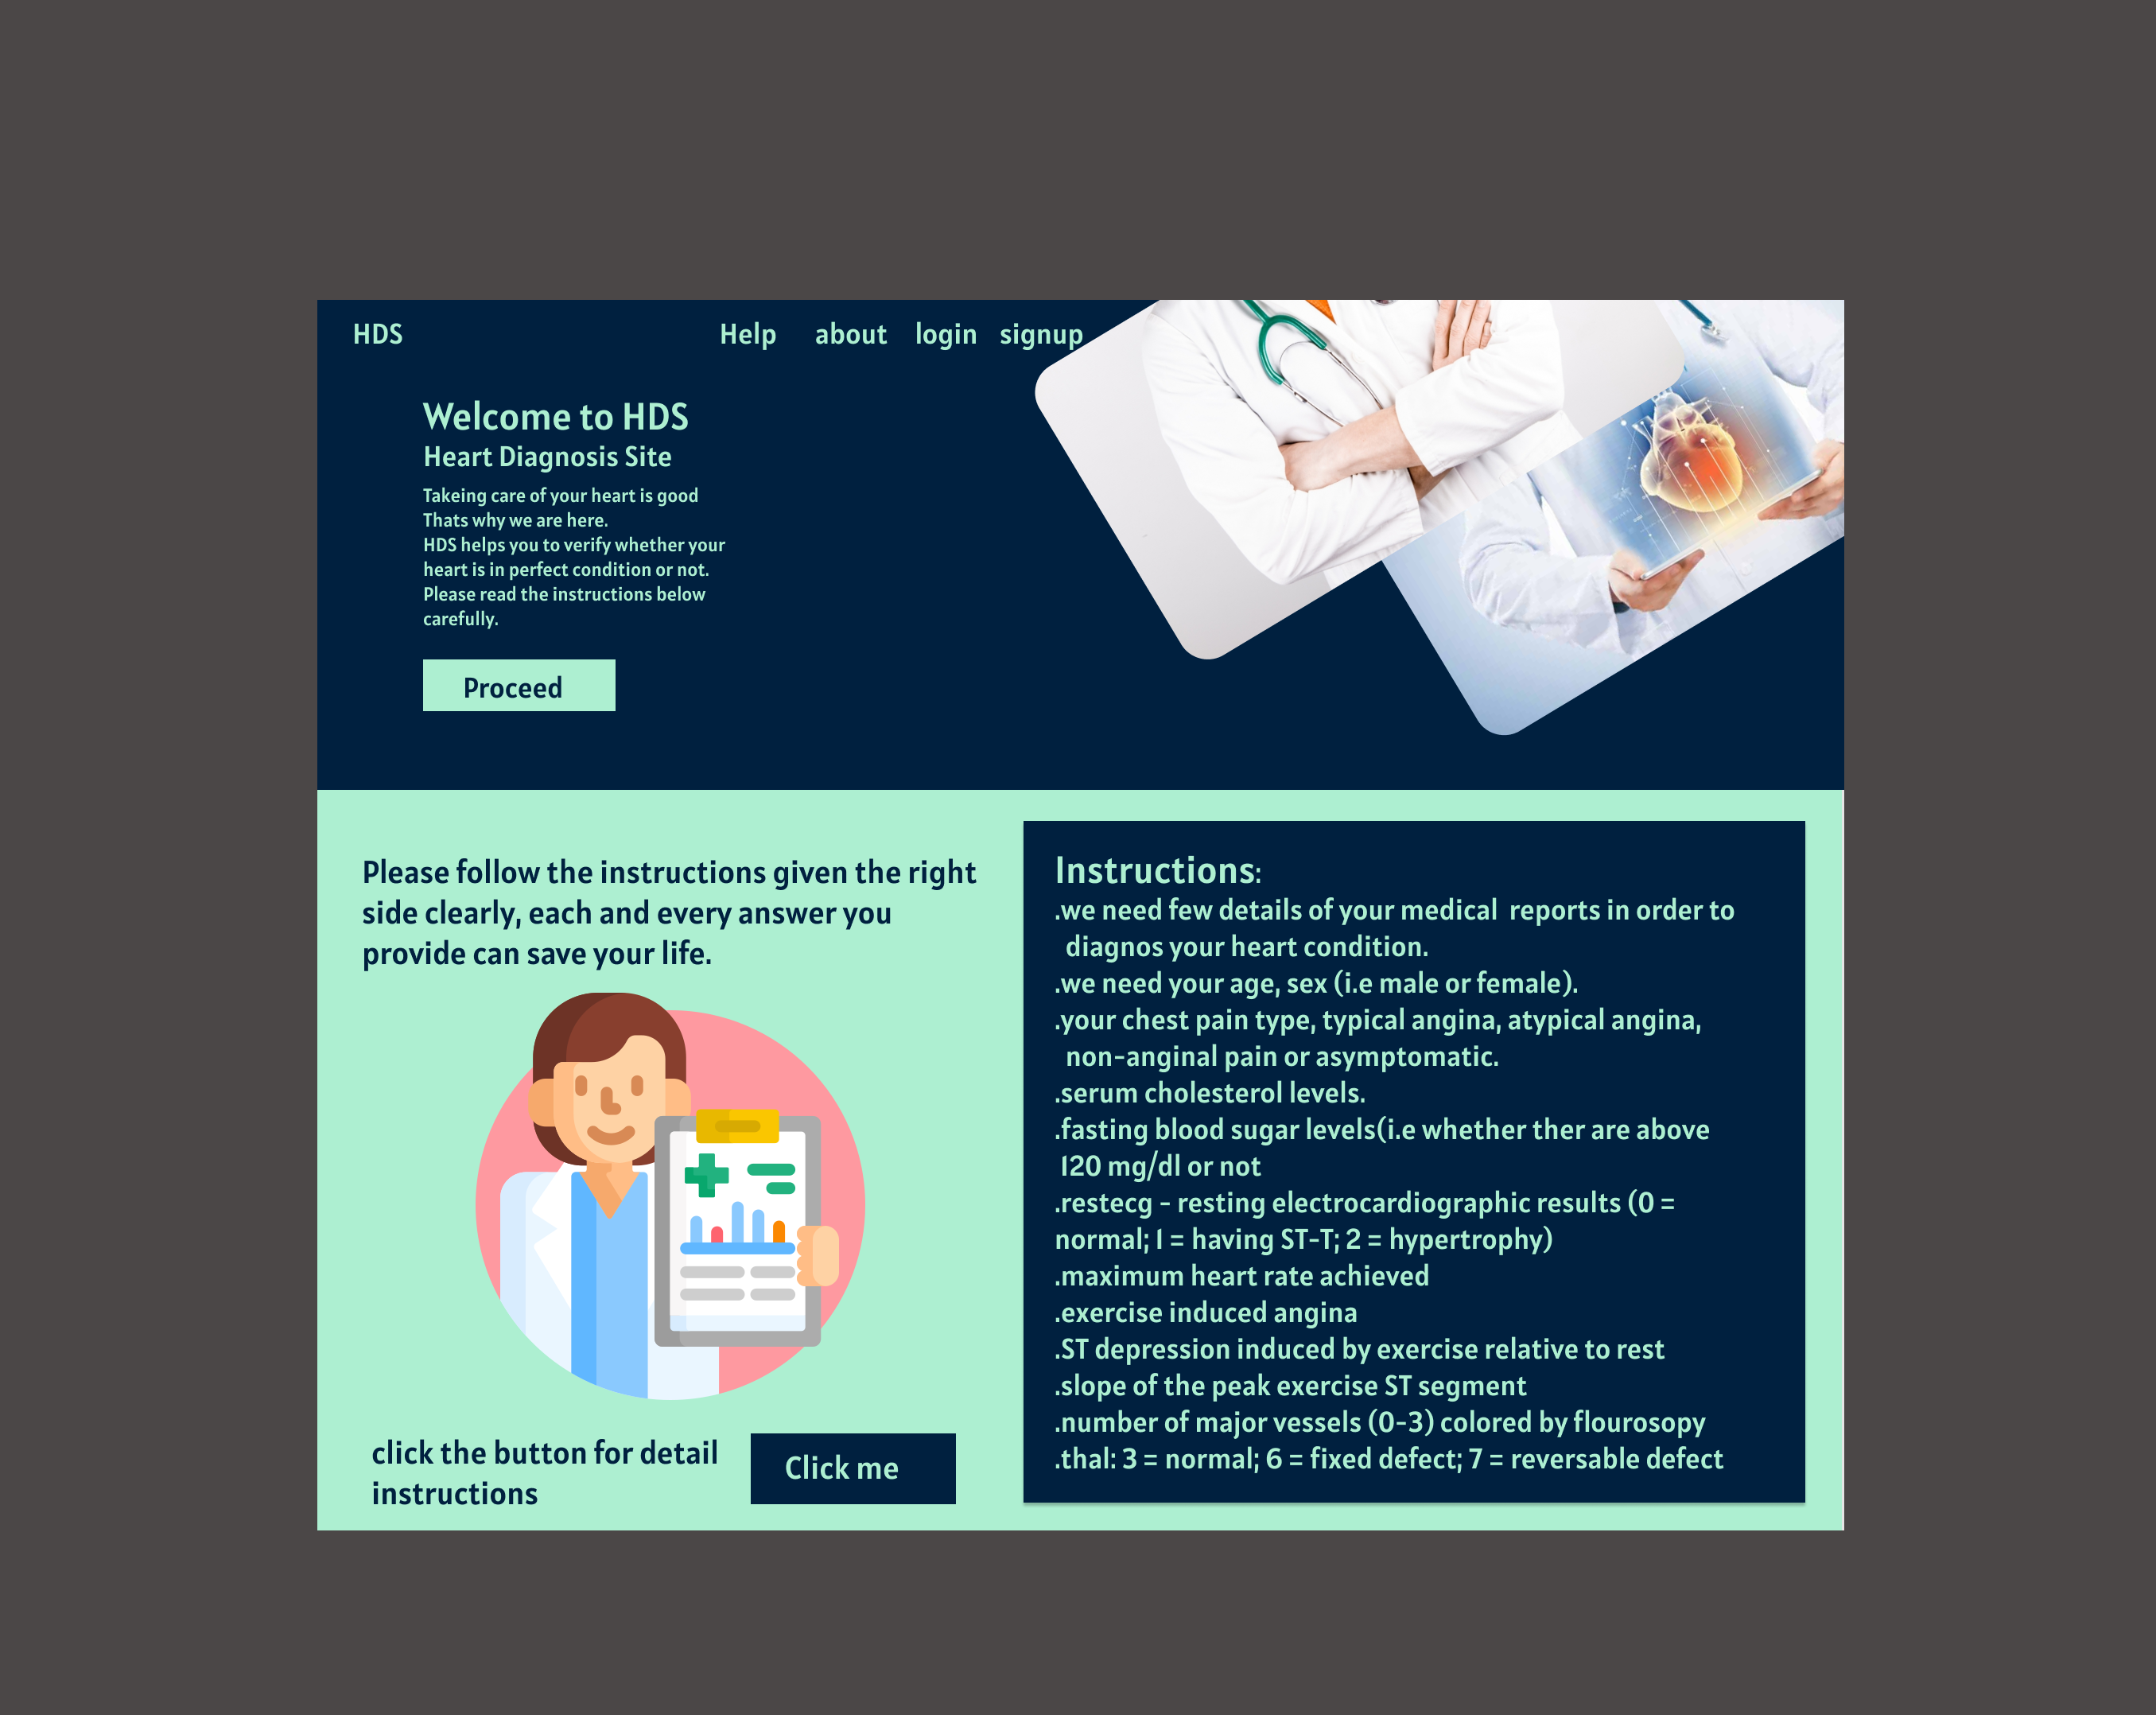 HDS
Help about login signup
Welcome to HDS
Heart Diagnosis Site
Takeing care of your heart is good
Thats why we are here.
HDS helps you to verify whether your
heart is in perfect condition or not.
Please read the instructions below
carefully.
Proceed
Please follow the instructions given the right
side clearly, each and every answer you
provide can save your life.
click the button for detail
instructions
Click me
Instructions:
.we need few details of your medical  reports in order to
diagnos your heart condition.
.we need your age, sex (i.e male or female).
.your chest pain type, typical angina, atypical angina,
non-anginal pain or asymptomatic.
.serum cholesterol levels.
.fasting blood sugar levels(i.e whether ther are above
120 mg/dl or not
.restecg - resting electrocardiographic results (0 =
normal; 1 = having ST-T; 2 = hypertrophy)
.maximum heart rate achieved
.exercise induced angina
.ST depression induced by exercise relative to rest
.slope of the peak exercise ST segment
.number of major vessels (0-3) colored by flourosopy
.thal: 3 = normal; 6 = fixed defect; 7 = reversable defect